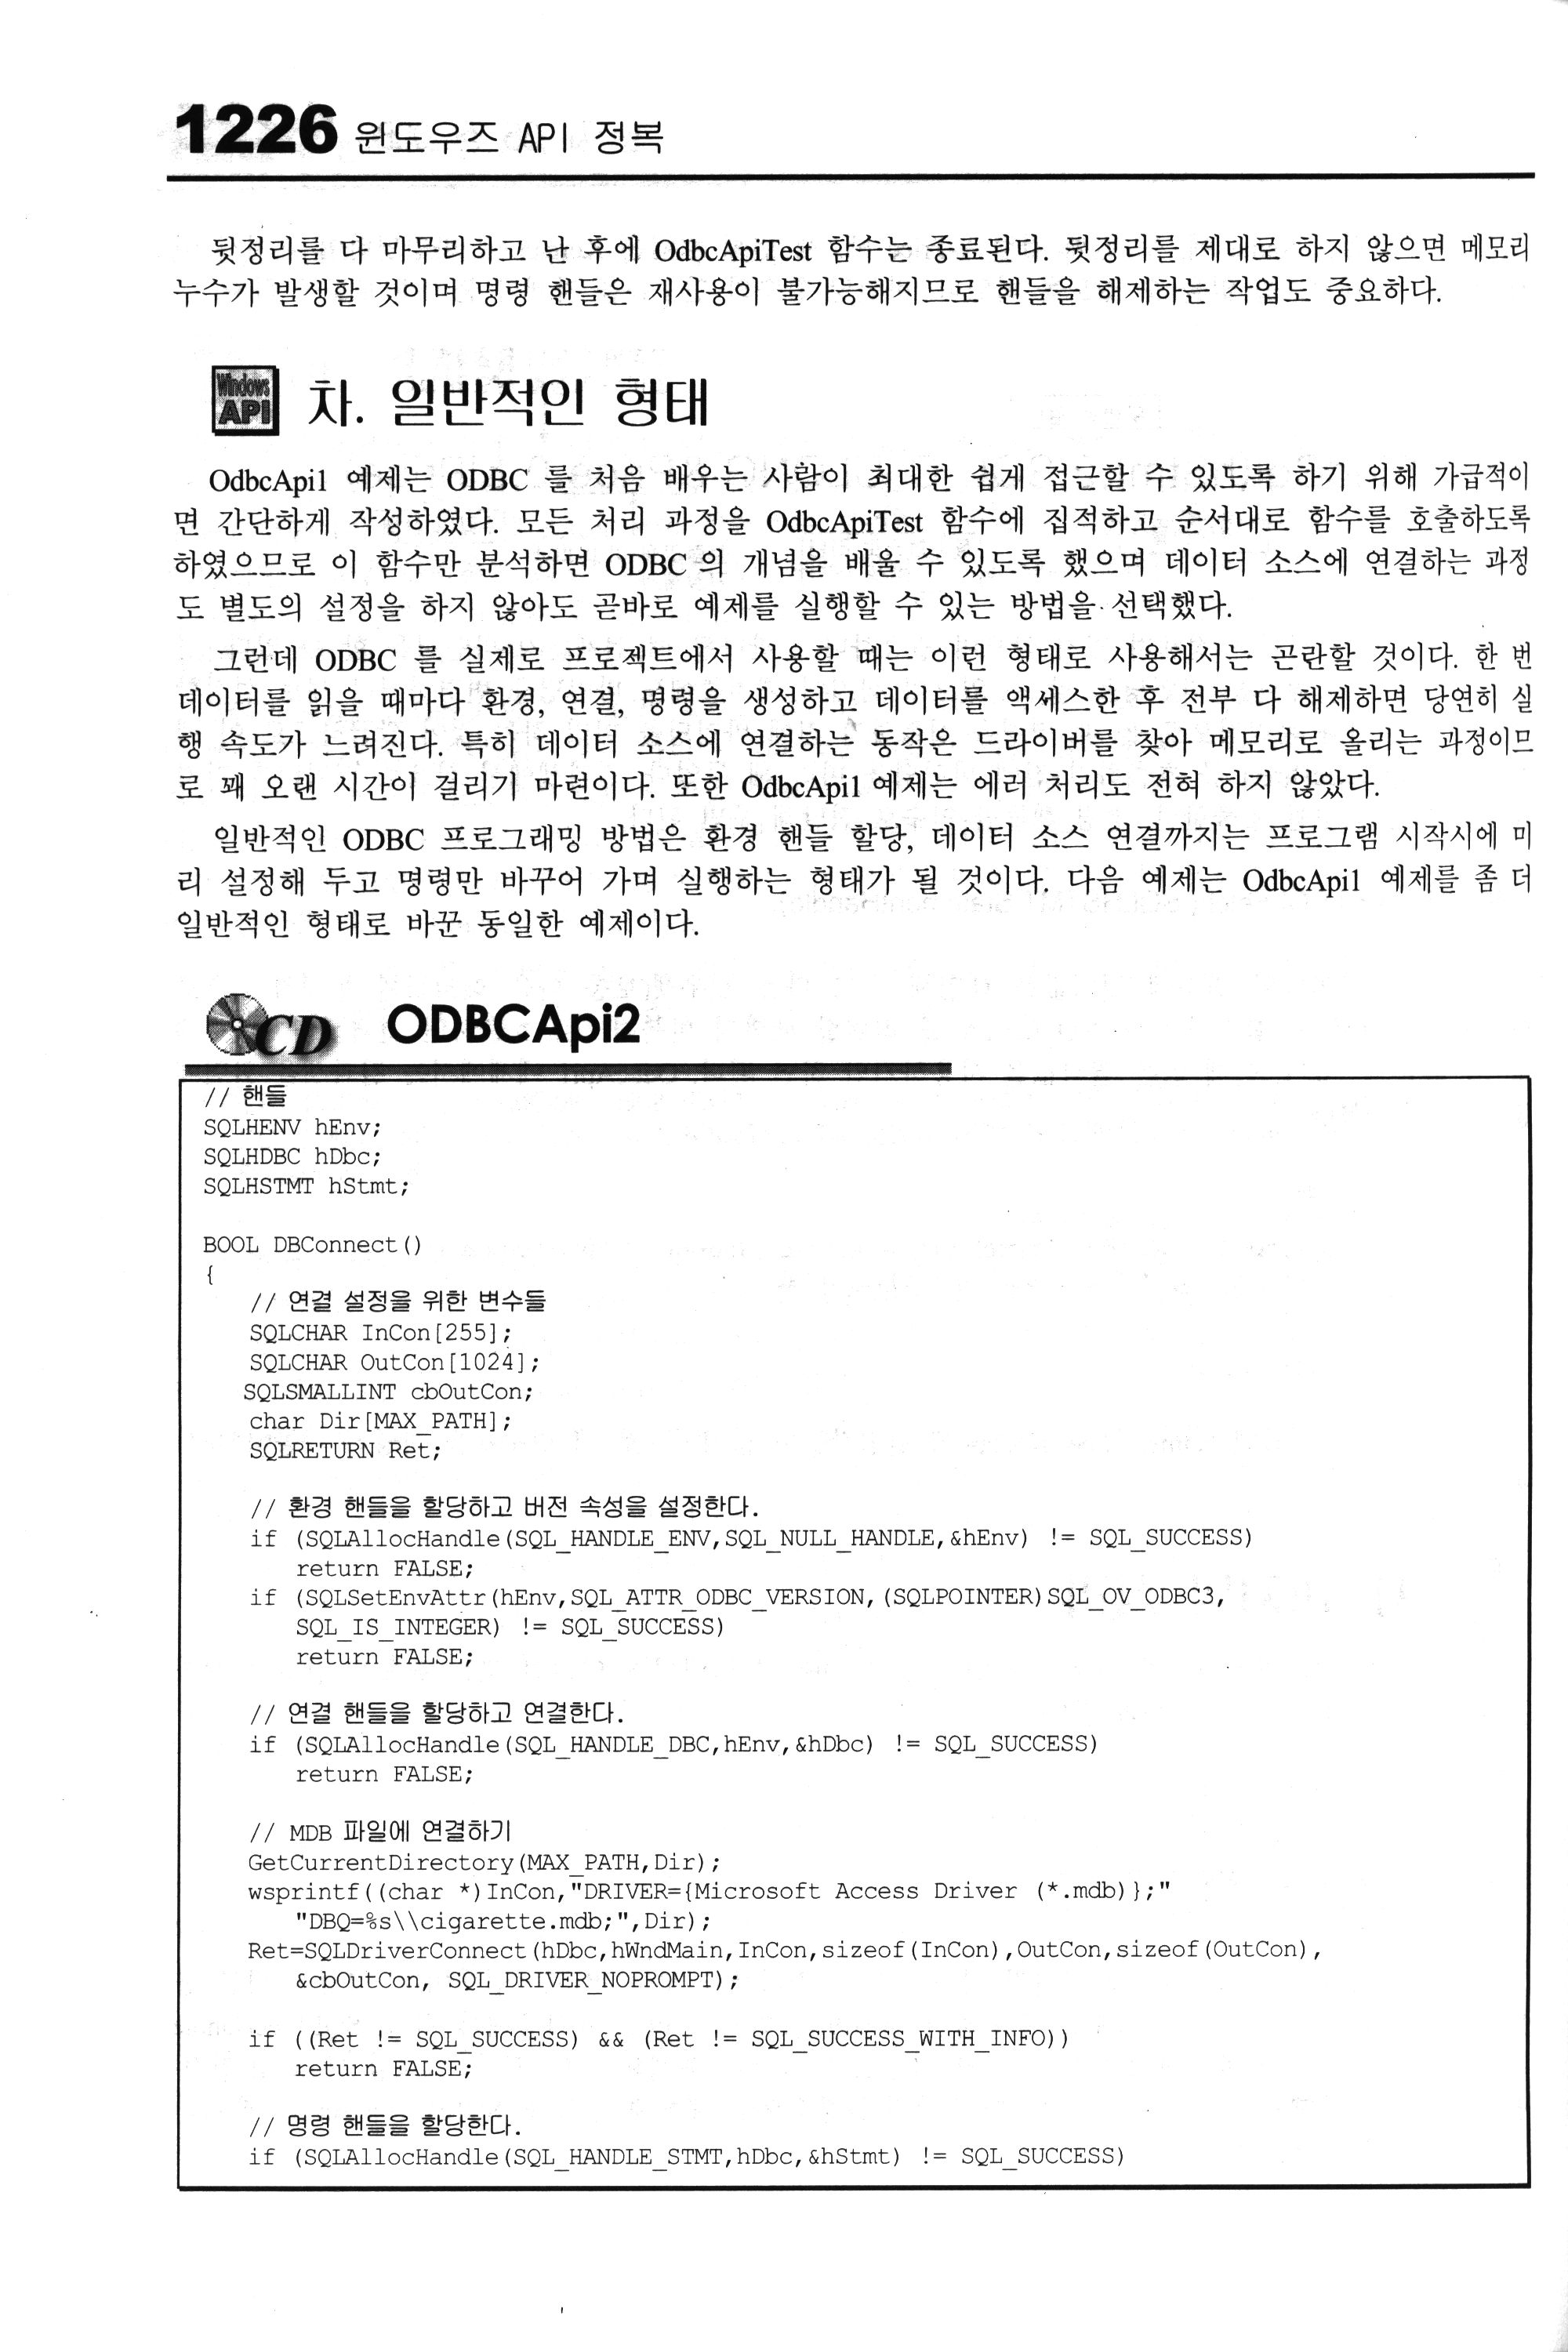 1226 윈도우즈 API 정복
뒷정리를 다 마무리하고 난 후에 OdbcApiTest 함수는 종료된다. 뒷정리를 제대로 하지 않으면 메모리
누수가 발생할 것이며 명령 핸들은 재사용이 불가능해지므로 핸들을 해제하는 작업도 중요하다.
Windows
API
차. 일반적인 형태
OdbcApi1 예제는 ODBC 를 처음 배우는 사람이 최대한 쉽게 접근할 수 있도록 하기 위해 가급적이
면 간단하게 작성하였다. 모든 처리 과정을 OdbcApiTest 함수에 집적하고 순서대로 함수를 호출하도록
하였으므로 이 함수만 분석하면 ODBC 의 개념을 배울 수 있도록 했으며 데이터 소스에 연결하는 과정
도 별도의 설정을 하지 않아도 곧바로 예제를 실행할 수 있는 방법을 선택했다.
그런데 ODBC 를 실제로 프로젝트에서 사용할 때는 이런 형태로 사용해서는 곤란할 것이다. 한 번
데이터를 읽을 때마다 환경, 연결, 명령을 생성하고 데이터를 액세스한 후 전부 다 해제하면 당연히 실
행 속도가 느려진다. 특히 데이터 소스에 연결하는 동작은 드라이버를 찾아 메모리로 올리는 과정이므
로 꽤 오랜 시간이 걸리기 마련이다. 또한 OdbcApi1 예제는 에러 처리도 전혀 하지 않았다.
일반적인 ODBC 프로그래밍 방법은 환경 핸들 할당, 데이터 소스 연결까지는 프로그램 시작시에 미
리 설정해 두고 명령만 바꾸어 가며 실행하는 형태가 될 것이다. 다음 예제는 OdbcApi1 예제를 좀 더
일반적인 형태로 바꾼 동일한 예제이다.
CD ODBCApi2
// 핸들
SQLHENV hEnv;
SQLHDBC hDbc;
SQLHSTMT hStmt;
BOOL DBConnect()
{
// 연결 설정을 위한 변수들
SQLCHAR InCon[255];
SQLCHAR OutCon[1024];
SQLSMALLINT cbOutCon;
char Dir[MAX_PATH];
SQLRETURN Ret;
// 환경 핸들을 할당하고 버전 속성을 설정한다.
if (SQLAllocHandle(SQL_HANDLE_ENV,SQL_NULL_HANDLE,&hEnv) != SQL_SUCCESS)
return FALSE;
if (SQLSetEnvAttr(hEnv,SQL_ATTR_ODBC_VERSION,(SQLPOINTER)SQL_OV_ODBC3,
SQL_IS_INTEGER) != SQL_SUCCESS)
return FALSE;
// 연결 핸들을 할당하고 연결한다.
if (SQLAllocHandle(SQL_HANDLE_DBC,hEnv,&hDbc) != SQL_SUCCESS)
return FALSE;
// MDB 파일에 연결하기
GetCurrentDirectory(MAX_PATH,Dir);
wsprintf((char *)InCon,"DRIVER={Microsoft Access Driver (*.mdb)};"
"DBQ=%s\\cigarette.mdb;",Dir);
Ret=SQLDriverConnect(hDbc,hWndMain,InCon,sizeof(InCon),OutCon,sizeof(OutCon),
&cbOutCon, SQL_DRIVER_NOPROMPT);
if ((Ret != SQL_SUCCESS) && (Ret != SQL_SUCCESS_WITH_INFO))
return FALSE;
// 명령 핸들을 할당한다.
if (SQLAllocHandle(SQL_HANDLE_STMT,hDbc,&hStmt) != SQL_SUCCESS)